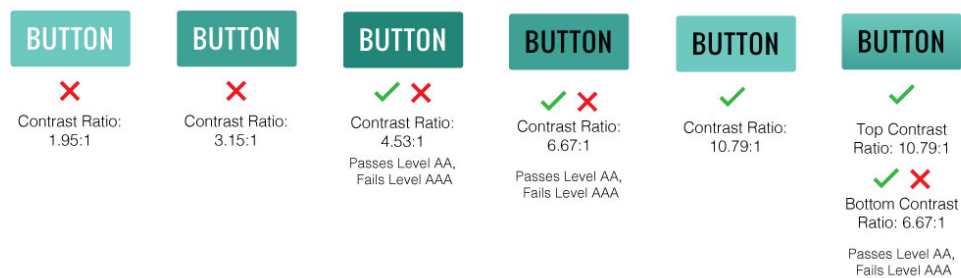 BUTTON
Contrast Ratio:
1.95:1
BUTTON
Contrast Ratio:
3.15:1
BUTTON
Contrast Ratio:
4.53:1
Passes Level AA,
Fails Level AAA
BUTTON
Contrast Ratio:
6.67:1
Passes Level AA,
Fails Level AAA
BUTTON
Contrast Ratio:
10.79:1
BUTTON
Top Contrast
Ratio: 10.79:1
Bottom Contrast
Ratio: 6.67:1
Passes Level AA,
Fails Level AAA